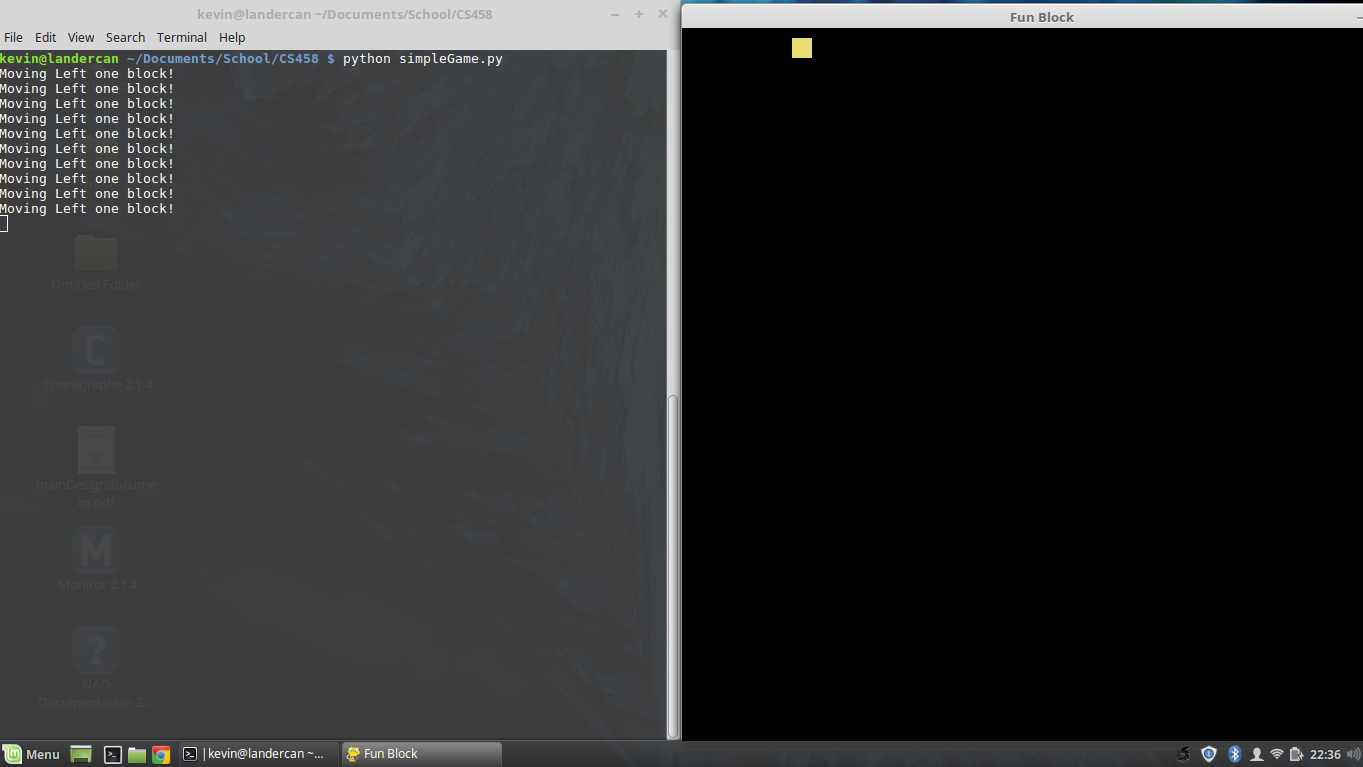 kevin@landercan ~/Documents/School/CS458
File Edit View Search Terminal Help
kevin@landercan ~/Documents/School/CS458 $ python simpleGame.py
Moving Left one block!
Moving Left one block!
Moving Left one block!
Moving Left one block!
Moving Left one block!
Moving Left one block!
Moving Left one block!
Moving Left one block!
Moving Left one block!
Moving Left one block!
Untitled Folder
C
Choregraphe 2.1.4
mainDesigndocume
nt.pdf
M
Monitor 2.1.4
?
NAO
Documentation 2...
Fun Block
Menu
|kevin@landercan ~...
Fun Block
22:36